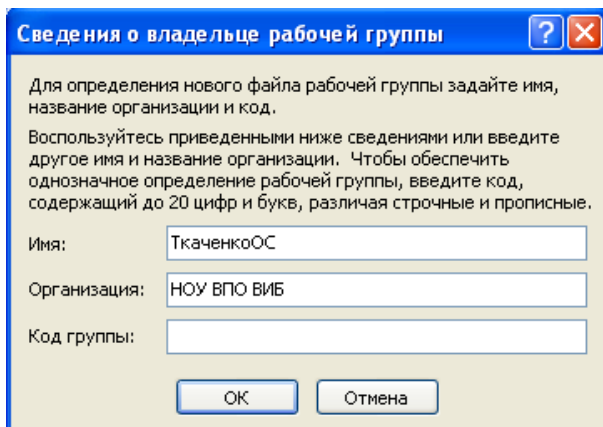 Сведения о владельце рабочей группы
Для определения нового файла рабочей группы задайте имя,
название организации и код.
Воспользуйтесь приведенными ниже сведениями или введите
другое имя и название организации. Чтобы обеспечить
однозначное определение рабочей группы, введите код,
содержащий до 20 цифр и букв, различая строчные и прописные.
Имя: ТкаченкоОС
Организация: НОУ ВПО ВИБ
Код группы:
ОК Отмена